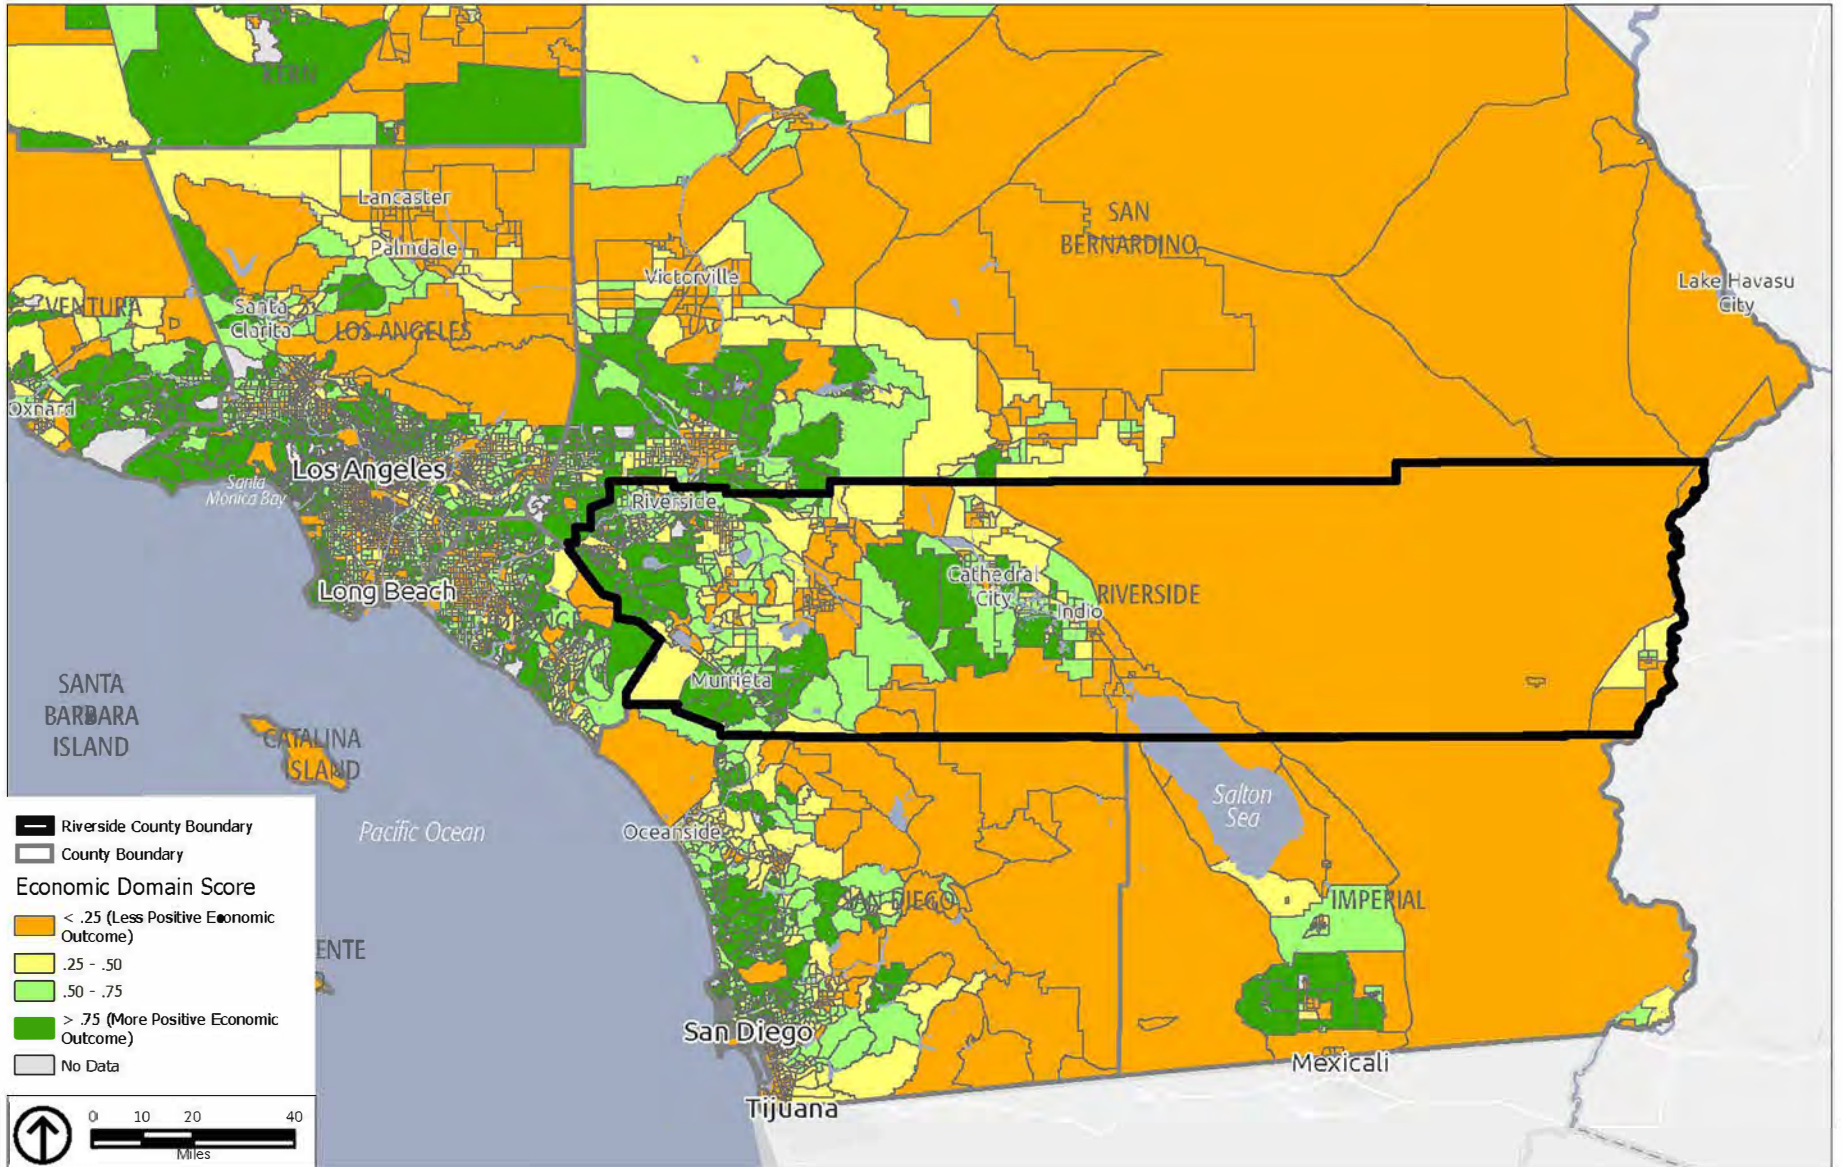 KERN
Lancaster
Palmdale
SAN
BERNARDINO
Victorville
Lake Havasu
City
VENTURA
Santa
Clarita
LOS ANGELES
Oxnard
Los Angeles
Santa
Monica Bay
Riverside
Long Beach
Cathedral
City
RIVERSIDE
Indio
Murrieta
SANTA
BARBARA
ISLAND
CATALINA
ISLAND
Salton
Sea
Pacific Ocean
Oceanside
SAN DIEGO
IMPERIAL
ENTE
San Diego
Mexicali
Tijuana
Riverside County Boundary
County Boundary
Economic Domain Score
< .25 (Less Positive Economic
Outcome)
.25 - .50
.50 - .75
> .75 (More Positive Economic
Outcome)
No Data
0 10 20 40
Miles